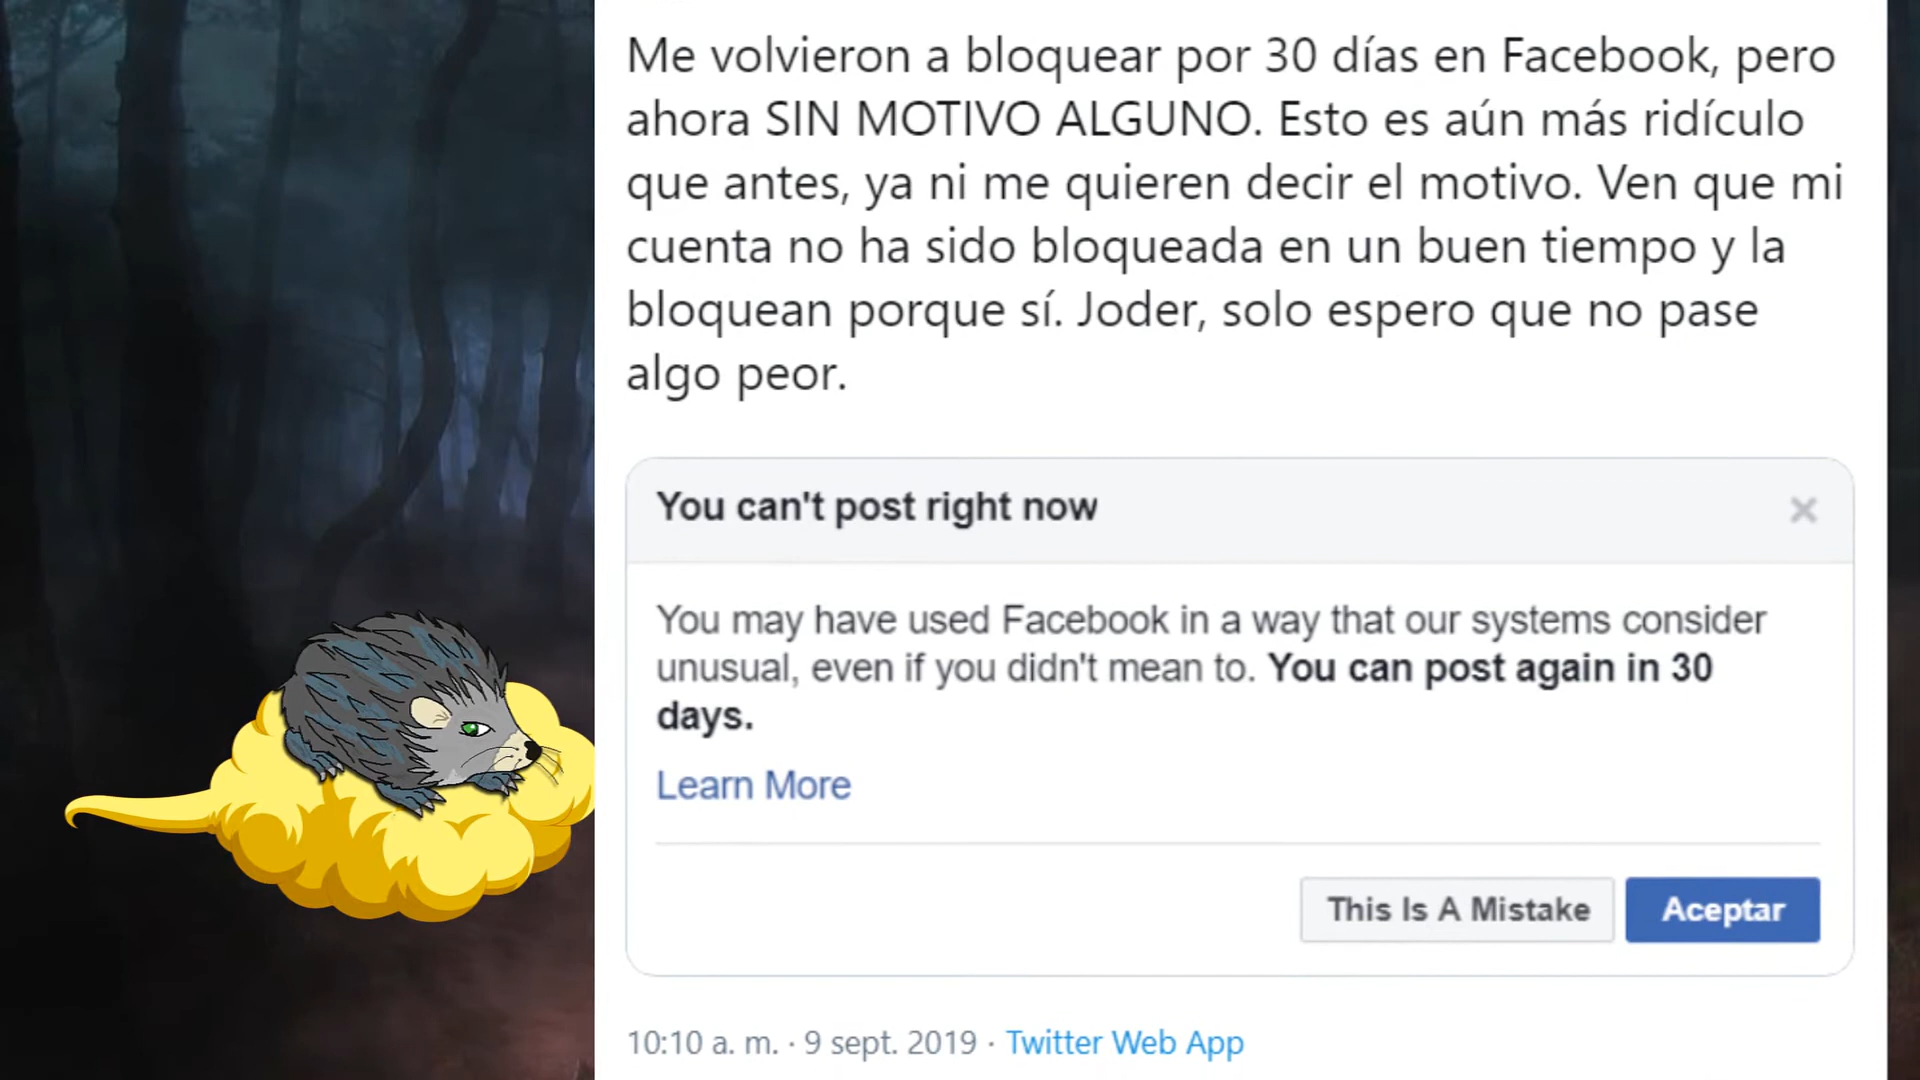 Me volvieron a bloquear por 30 días en Facebook, pero
ahora SIN MOTIVO ALGUNO. Esto es aún más ridículo
que antes, ya ni me quieren decir el motivo. Ven que mi
cuenta no ha sido bloqueada en un buen tiempo y la
bloquean porque sí. Joder, solo espero que no pase
algo peor.
You can't post right now
You may have used Facebook in a way that our systems consider
unusual, even if you didn't mean to. You can post again in 30
days.
Learn More
This Is A Mistake
Aceptar
10:10 a. m. · 9 sept. 2019 · Twitter Web App